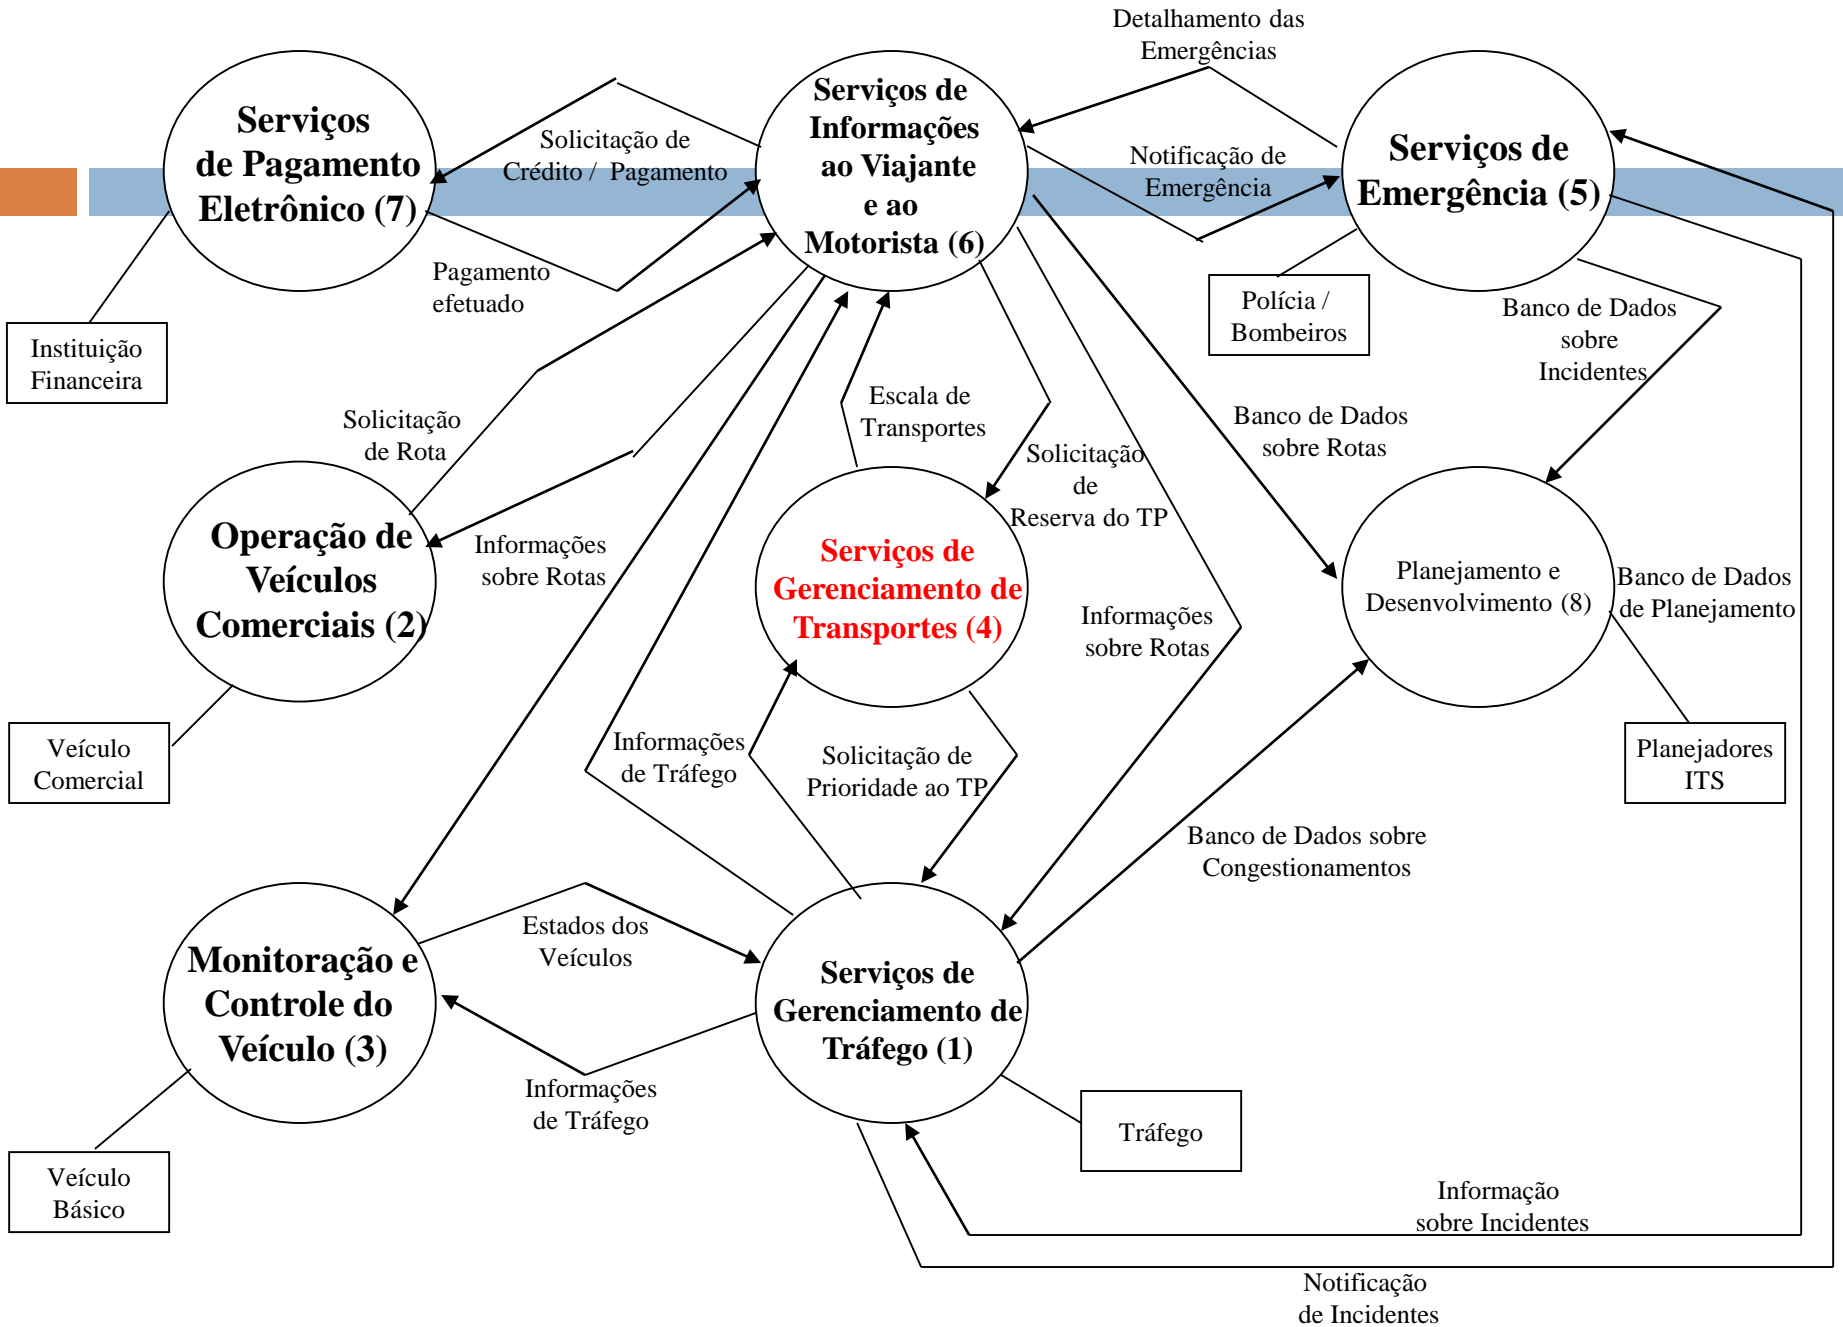 Detalhamento das
Emergências
Serviços
de Pagamento
Eletrônico (7)
Solicitação de
Crédito / Pagamento
Serviços de
Informações
ao Viajante
e ao
Motorista (6)
Notificação de
Emergência
Serviços de
Emergência (5)
Pagamento
efetuado
Instituição
Financeira
Polícia /
Bombeiros
Banco de Dados
sobre
Incidentes
Solicitação
de Rota
Escala de
Transportes
Solicitação
de
Reserva do TP
Banco de Dados
sobre Rotas
Operação de
Veículos
Comerciais (2)
Informações
sobre Rotas
Serviços de
Gerenciamento de
Transportes (4)
Informações
sobre Rotas
Planejamento e
Desenvolvimento (8)
Banco de Dados
de Planejamento
Veículo
Comercial
Informações
de Tráfego
Solicitação de
Prioridade ao TP
Planejadores
ITS
Banco de Dados sobre
Congestionamentos
Monitoração e
Controle do
Veículo (3)
Estados dos
Veículos
Serviços de
Gerenciamento de
Tráfego (1)
Informações
de Tráfego
Tráfego
Veículo
Básico
Informação
sobre Incidentes
Notificação
de Incidentes